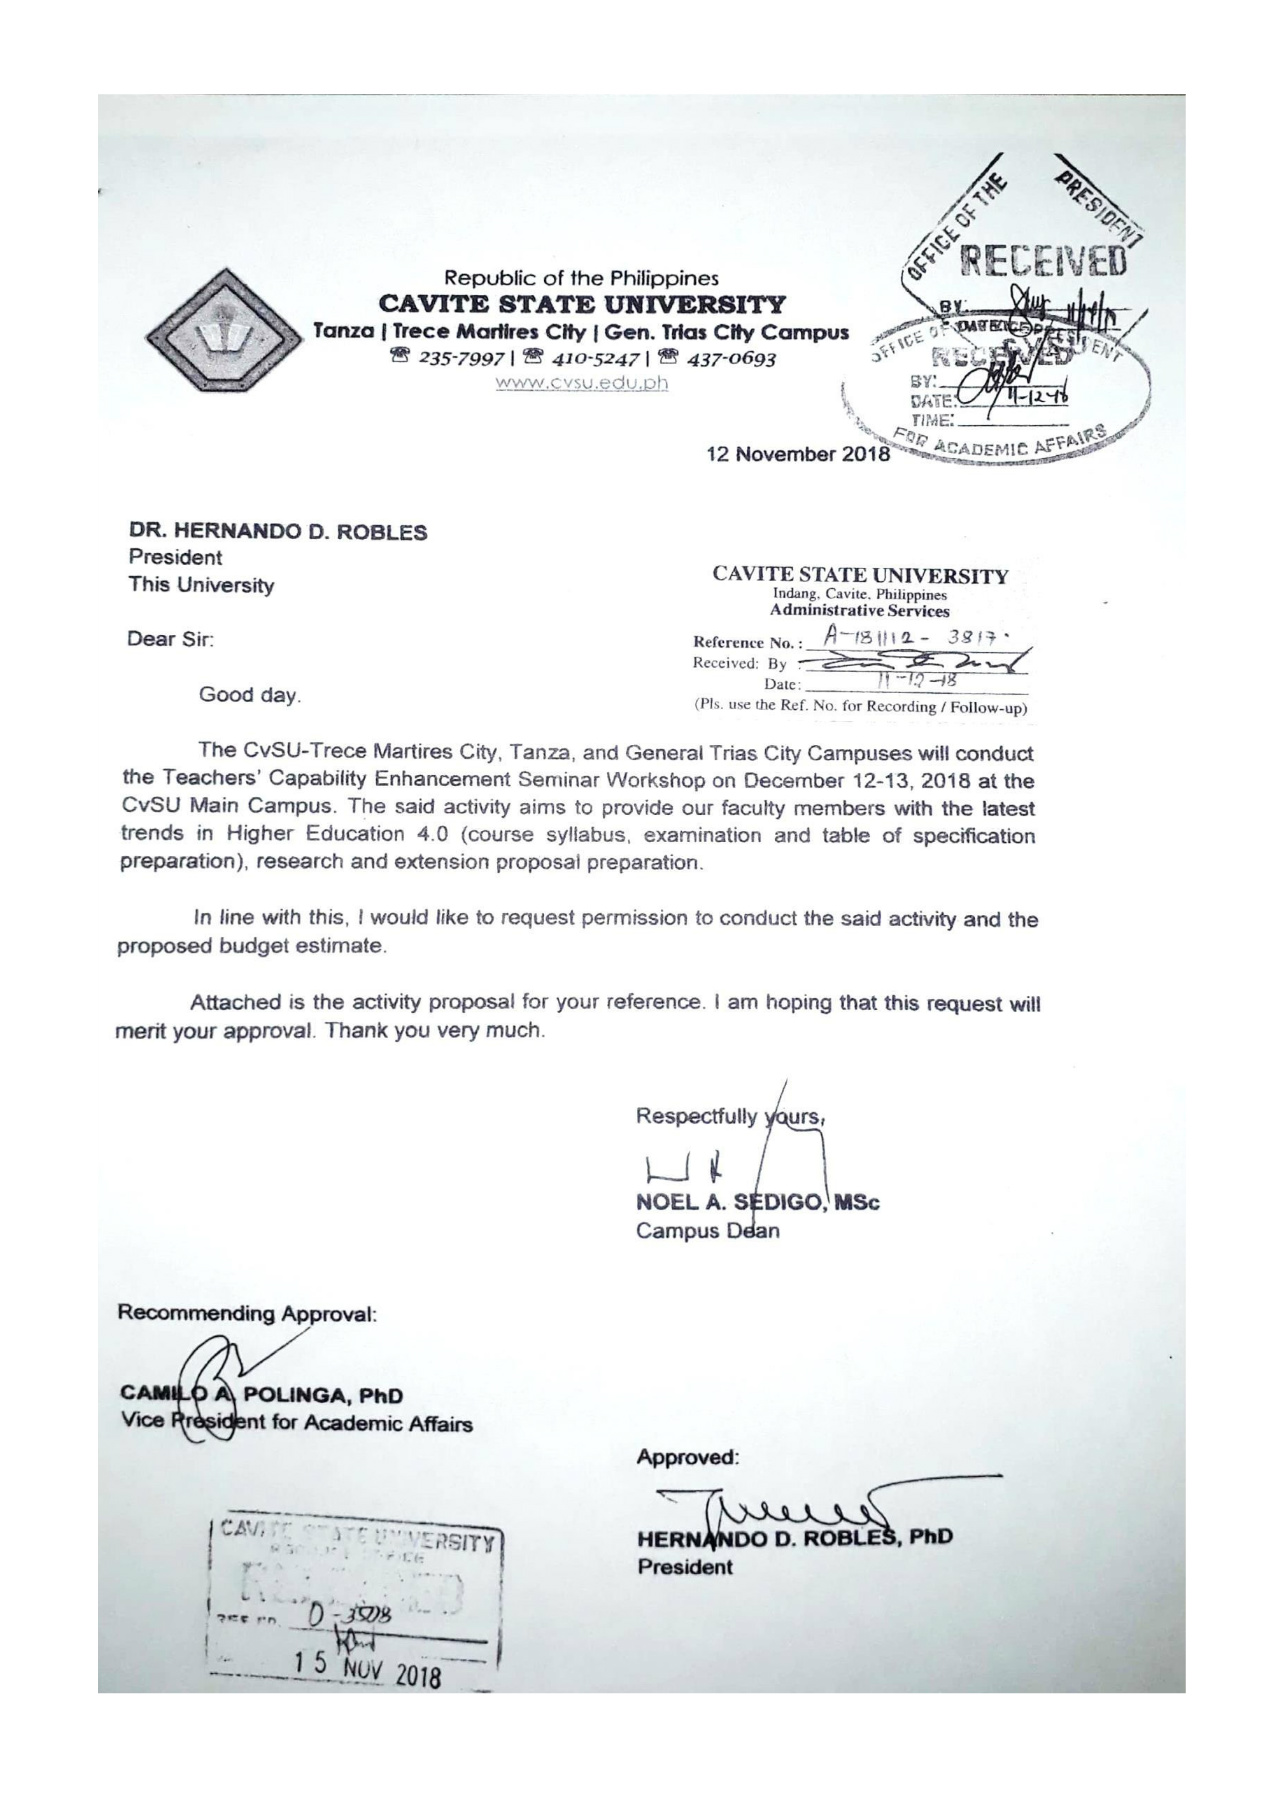 OFFICE OF THE PRESIDENT
RECEIVED
BY:
Republic of the Philippines
CAVITE STATE UNIVERSITY
Tanza | Trece Martires City | Gen. Trias City Campus
☎ 235-7997 | ☎ 410-5247 | ☎ 437-0693
www.cvsu.edu.ph
OFFICE OF VICE PRESIDENT
RECEIVED
BY:
DATE: 11-12-18
TIME:
FOR ACADEMIC AFFAIRS
12 November 2018
DR. HERNANDO D. ROBLES
President
This University
CAVITE STATE UNIVERSITY
Indang, Cavite, Philippines
Administrative Services
Reference No. : A-181112-3817
Received: By :
Date: 11-12-18
(Pls. use the Ref. No. for Recording / Follow-up)
Dear Sir:
Good day.
The CvSU-Trece Martires City, Tanza, and General Trias City Campuses will conduct
the Teachers' Capability Enhancement Seminar Workshop on December 12-13, 2018 at the
CvSU Main Campus. The said activity aims to provide our faculty members with the latest
trends in Higher Education 4.0 (course syllabus, examination and table of specification
preparation), research and extension proposal preparation.
In line with this, I would like to request permission to conduct the said activity and the
proposed budget estimate.
Attached is the activity proposal for your reference. I am hoping that this request will
merit your approval. Thank you very much.
Respectfully yours,
NOEL A. SEDIGO, MSc
Campus Dean
Recommending Approval:
CAMILO A. POLINGA, PhD
Vice President for Academic Affairs
Approved:
HERNANDO D. ROBLES, PhD
President
CAVITE STATE UNIVERSITY
15 NOV 2018